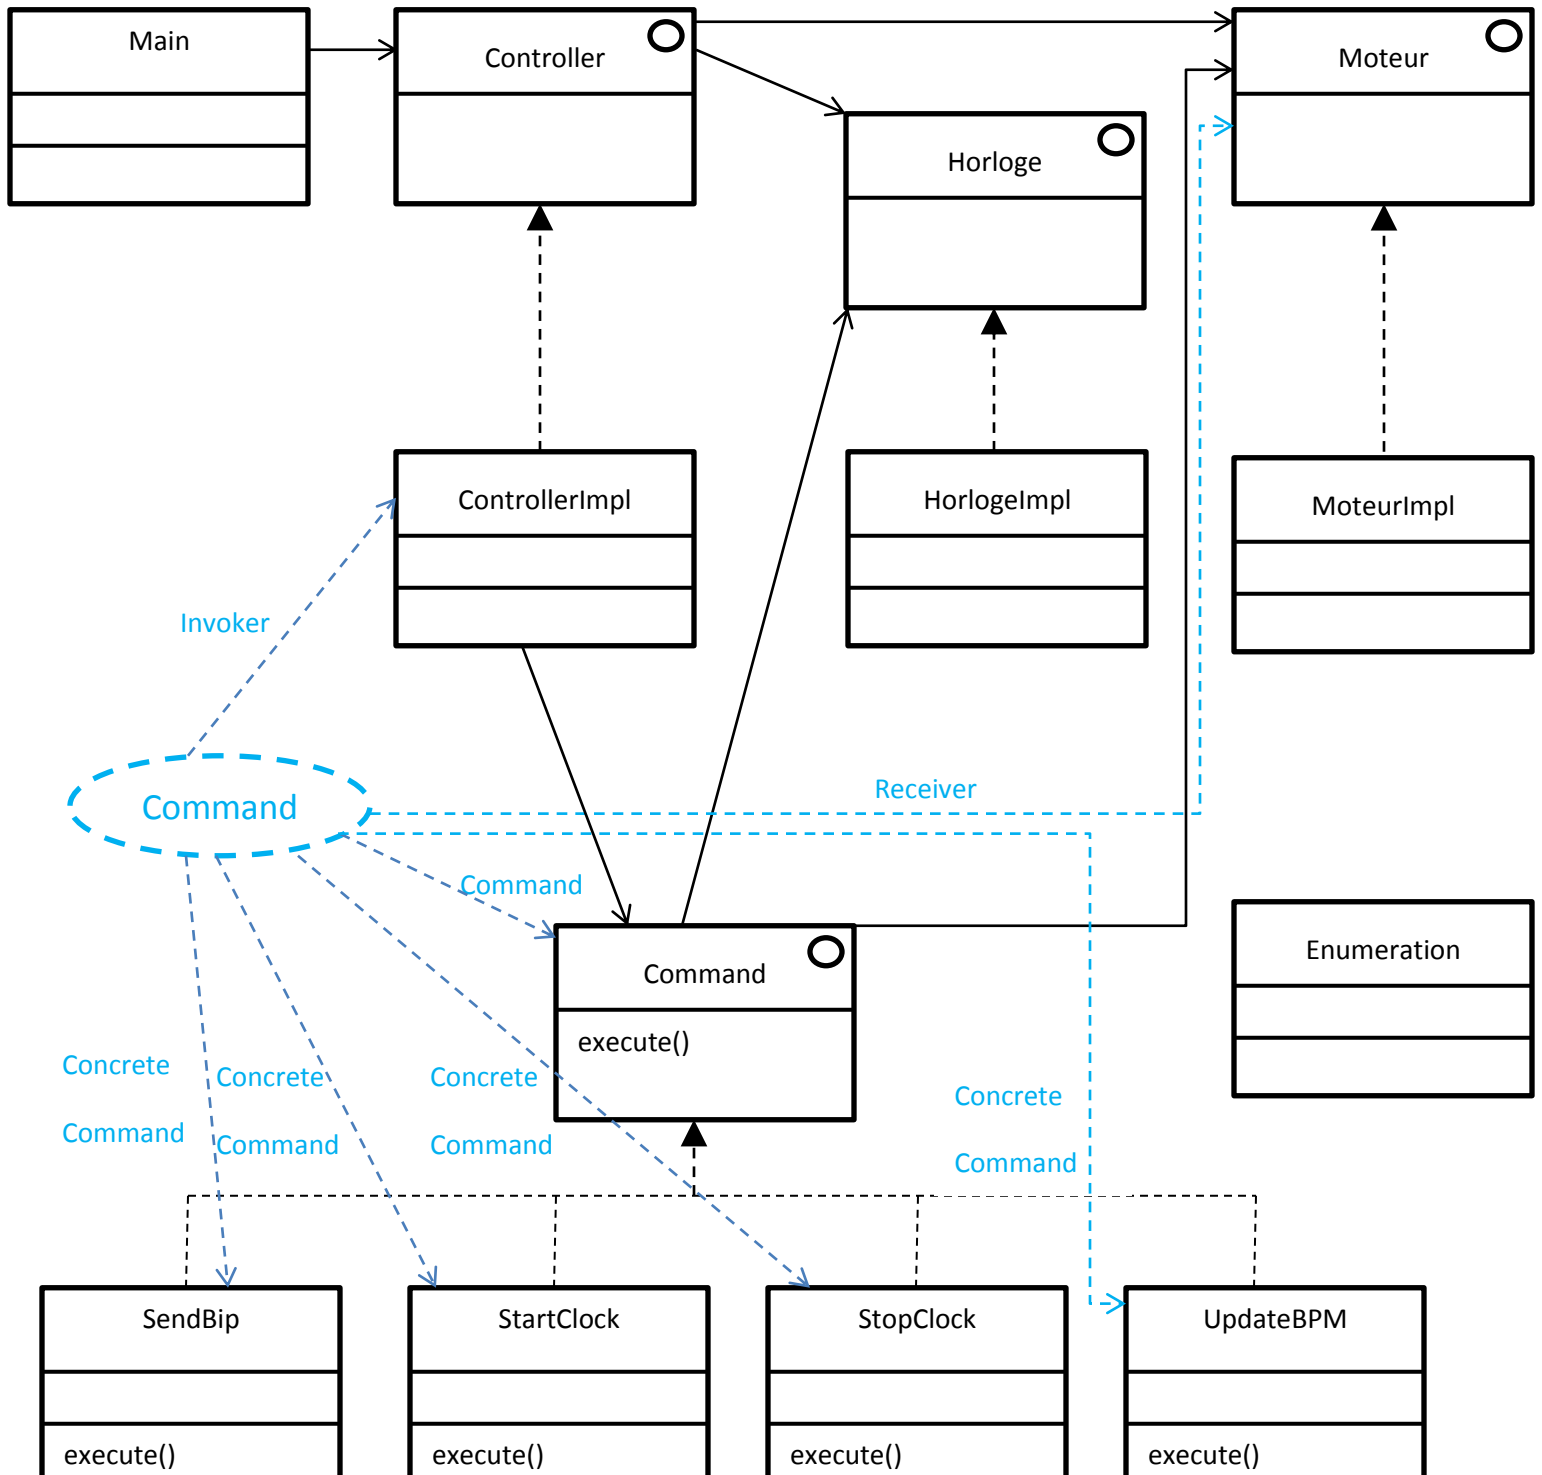 Main
Controller
Moteur
Horloge
ControllerImpl
HorlogeImpl
MoteurImpl
Invoker
Receiver
Command
Command
Command
Enumeration
execute()
Concrete
Command
Concrete
Command
Concrete
Command
Concrete
Command
SendBip
StartClock
StopClock
UpdateBPM
execute()
execute()
execute()
execute()